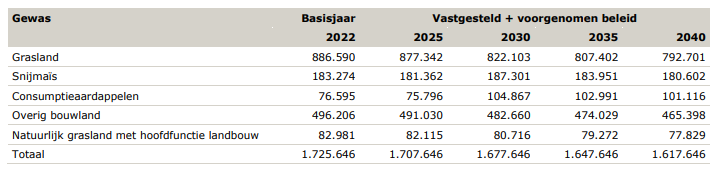 Gewas Basisjaar Vastgesteld + voorgenomen beleid
2022 2025 2030 2035 2040
Grasland 886.590 877.342 822.103 807.402 792.701
Snijmaïs 183.274 181.362 187.301 183.951 180.602
Consumptieaardappelen 76.595 75.796 104.867 102.991 101.116
Overig bouwland 496.206 491.030 482.660 474.029 465.398
Natuurlijk grasland met hoofdfunctie landbouw 82.981 82.115 80.716 79.272 77.829
Totaal 1.725.646 1.707.646 1.677.646 1.647.646 1.617.646